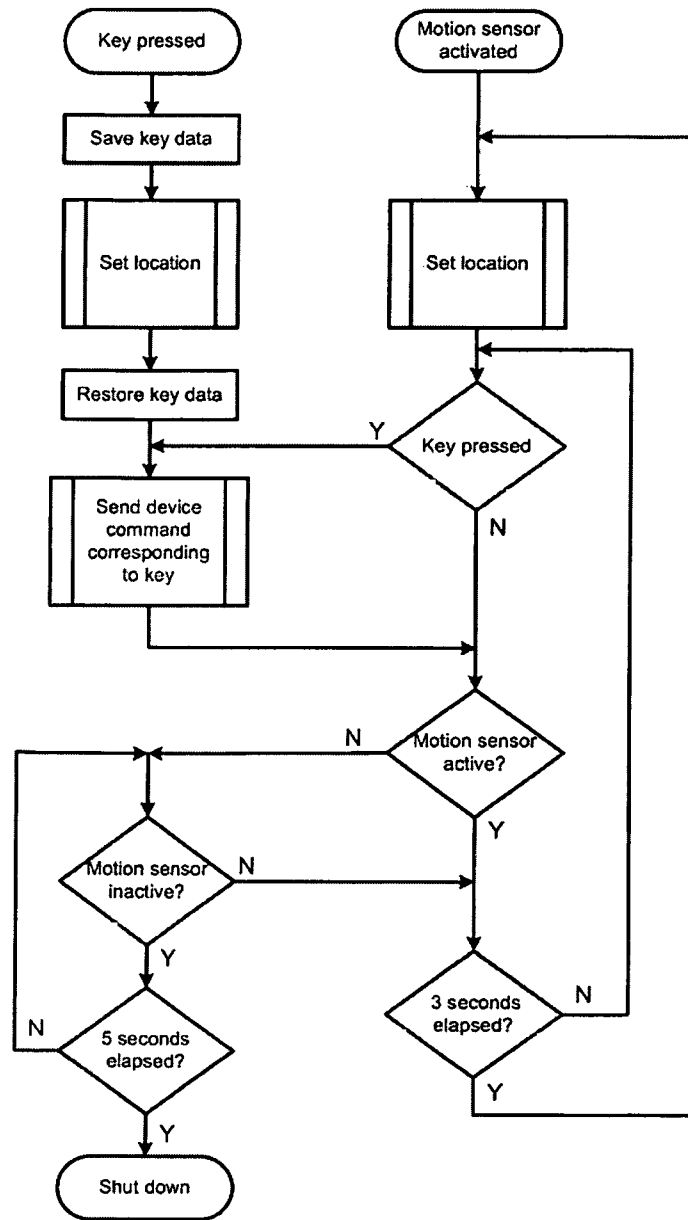 Key pressed
Motion sensor
activated
Save key data
Set location
Set location
Restore key data
Y
Key pressed
N
Send device
command
corresponding
to key
N
Motion sensor
active?
Y
Motion sensor
inactive?
N
Y
N
5 seconds
elapsed?
Y
3 seconds
elapsed?
N
Y
Shut down